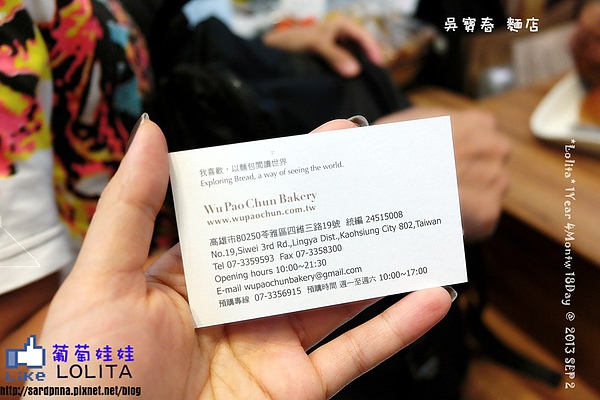 吳寶春 麵店
我喜歡，以麵包閱讀世界
Exploring Bread, a way of seeing the world.
Wu Pao Chun Bakery
www.wupaochun.com.tw
高雄市80250苓雅區四維三路19號 統編 24515008
No.19,Siwei 3rd Rd.,Lingya Dist.,Kaohsiung City 802,Taiwan
Tel 07-3359593 Fax 07-3358300
Opening hours 10:00~21:30
E-mail wupaochunbakery@gmail.com
預購專線 07-3356915 預購時間 週一至週六 10:00~17:00
*Lolita* 1Year 4Monty 18Day @ 2013 SEP 2
Like
葡萄娃娃
LOLITA
http://sardpnna.pixnet.net/blog